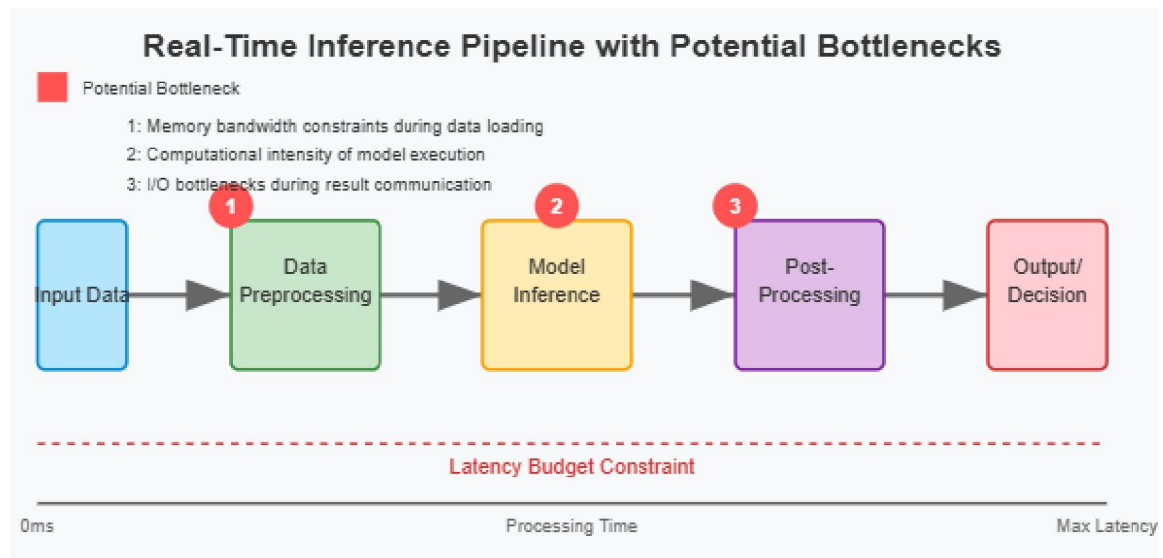 Real-Time Inference Pipeline with Potential Bottlenecks
Potential Bottleneck
1: Memory bandwidth constraints during data loading
2: Computational intensity of model execution
3: I/O bottlenecks during result communication
1
2
3
Input Data
Data
Preprocessing
Model
Inference
Post-
Processing
Output/
Decision
Latency Budget Constraint
0ms
Processing Time
Max Latency